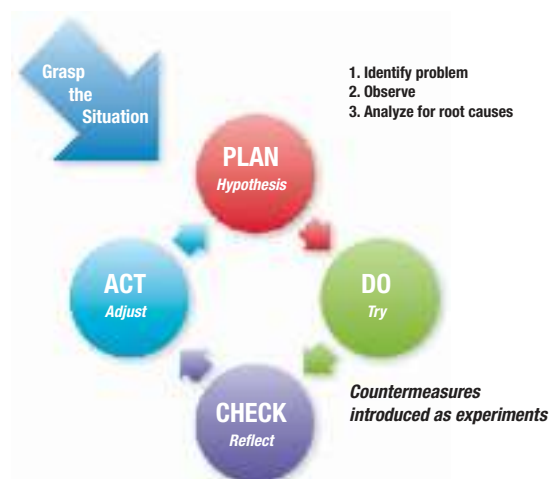 Grasp
the
Situation
1. Identify problem
2. Observe
3. Analyze for root causes
PLAN
Hypothesis
ACT
Adjust
DO
Try
CHECK
Reflect
Countermeasures
introduced as experiments